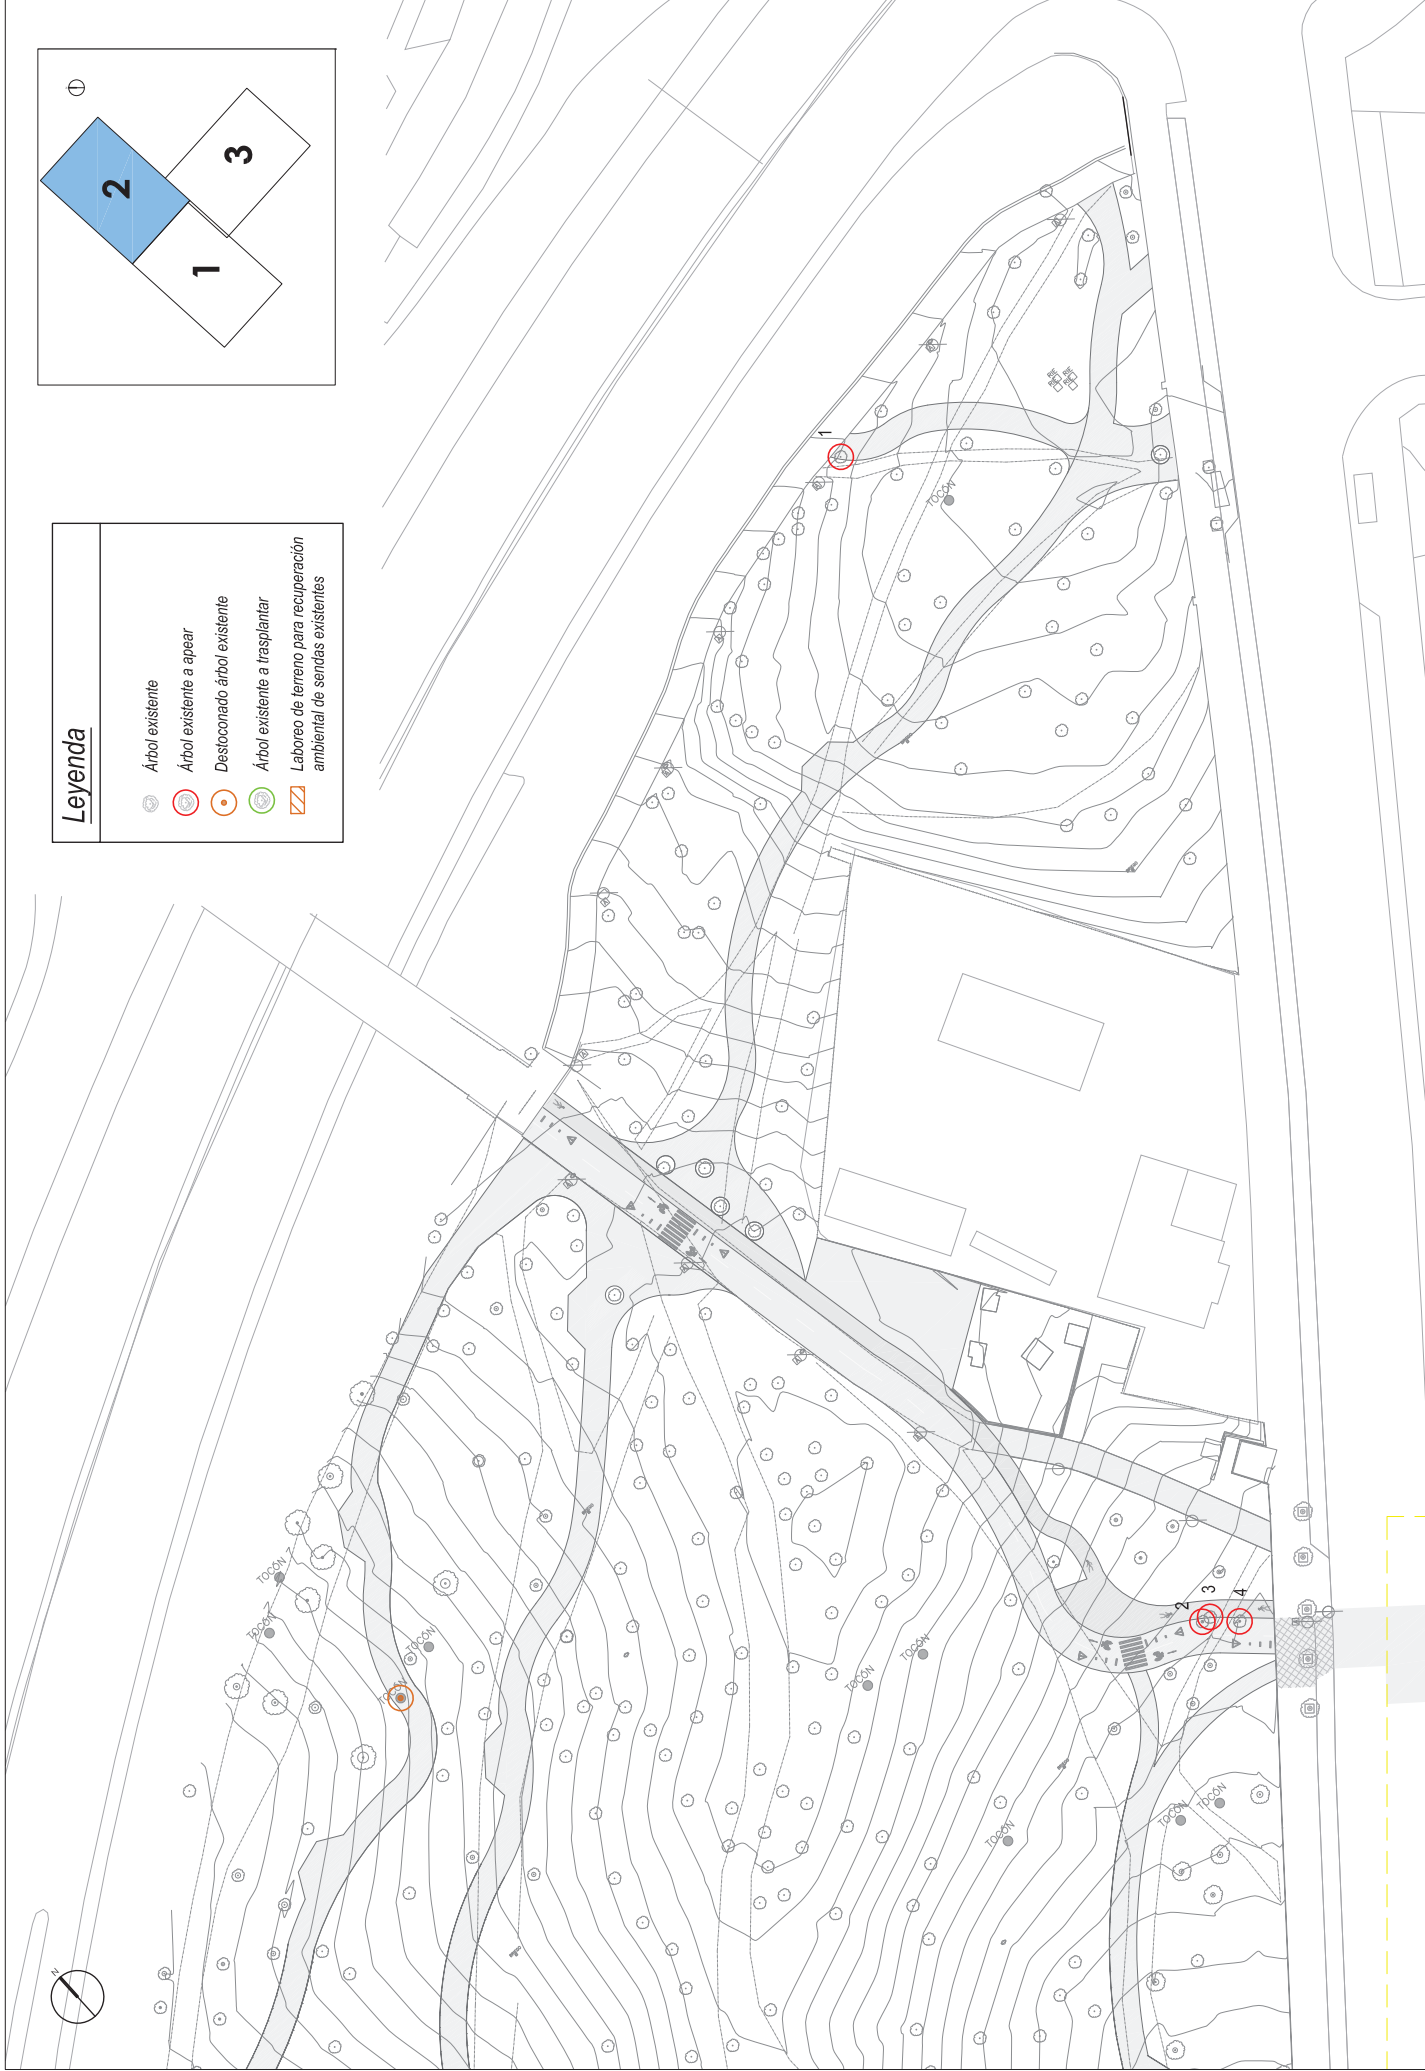 Leyenda
Árbol existente
Árbol existente a apear
Destoconado árbol existente
Árbol existente a trasplantar
Laboreo de terreno para recuperación
ambiental de sendas existentes
1
2
3
N
1
TOCÓN
TOCÓN
TOCÓN
TOCÓN
TOCÓN
TOCÓN
TOCÓN
TOCÓN
TOCÓN
TOCÓN
2
3
4